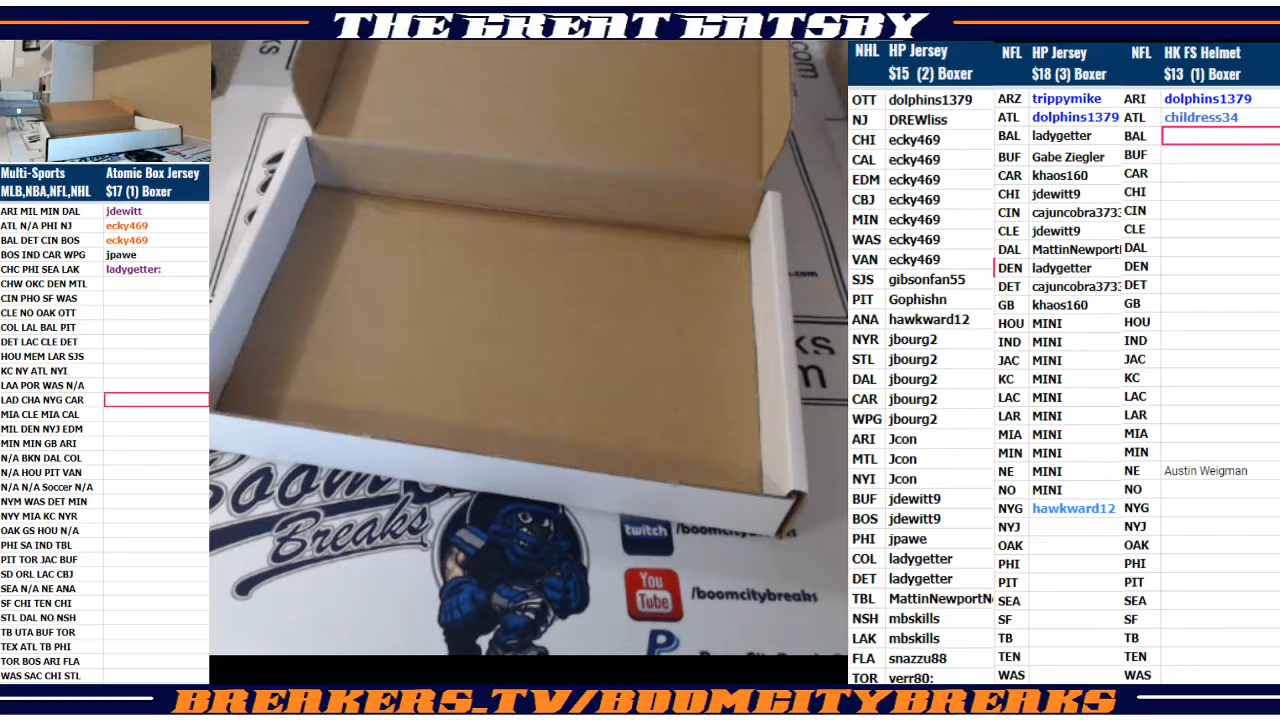 THE GREAT GATSBY
Multi-Sports Atomic Box Jersey
MLB,NBA,NFL,NHL $17 (1) Boxer
ARI MIL MIN DAL jdewitt
ATL N/A PHI NJ ecky469
BAL DET CIN BOS ecky469
BOS IND CAR WPG jpawe
CHC PHI SEA LAK ladygetter:
CHW OKC DEN MTL
CIN PHO SF WAS
CLE NO OAK OTT
COL LAL BAL PIT
DET LAC CLE DET
HOU MEM LAR SJS
KC NY ATL NYI
LAA POR WAS N/A
LAD CHA NYG CAR
MIA CLE MIA CAL
MIL DEN NYJ EDM
MIN MIN GB ARI
N/A BKN DAL COL
N/A HOU PIT VAN
N/A N/A Soccer N/A
NYM WAS DET MIN
NYY MIA KC NYR
OAK GS HOU N/A
PHI SA IND TBL
PIT TOR JAC BUF
SD ORL LAC CBJ
SEA N/A NE ANA
SF CHI TEN CHI
STL DAL NO NSH
TB UTA BUF TOR
TEX ATL TB PHI
TOR BOS ARI FLA
WAS SAC CHI STL
ks
.com
ks
m
Boom C
Breaks
twitch /boomcitybreaks
You Tube /boomcitybreaks
P
NHL HP Jersey
$15 (2) Boxer
OTT dolphins1379
NJ DREWliss
CHI ecky469
CAL ecky469
EDM ecky469
CBJ ecky469
MIN ecky469
WAS ecky469
VAN ecky469
SJS gibsonfan55
PIT Gophishn
ANA hawkward12
NYR jbourg2
STL jbourg2
DAL jbourg2
CAR jbourg2
WPG jbourg2
ARI Jcon
MTL Jcon
NYI Jcon
BUF jdewitt9
BOS jdewitt9
PHI jpawe
COL ladygetter
DET ladygetter
TBL MattinNewportN
NSH mbskills
LAK mbskills
FLA snazzu88
TOR verr80:
NFL HP Jersey
$18 (3) Boxer
ARZ trippymike
ATL dolphins1379
BAL ladygetter
BUF Gabe Ziegler
CAR khaos160
CHI jdewitt9
CIN cajuncobra373
CLE jdewitt9
DAL MattinNewport
DEN ladygetter
DET cajuncobra373
GB khaos160
HOU MINI
IND MINI
JAC MINI
KC MINI
LAC MINI
LAR MINI
MIA MINI
MIN MINI
NE MINI
NO MINI
NYG hawkward12
NYJ
OAK
PHI
PIT
SEA
SF
TB
TEN
WAS
NFL HK FS Helmet
$13 (1) Boxer
ARI dolphins1379
ATL childress34
BAL
BUF
CAR
CHI
CIN
CLE
DAL
DEN
DET
GB
HOU
IND
JAC
KC
LAC
LAR
MIA
MIN
NE Austin Weigman
NO
NYG
NYJ
OAK
PHI
PIT
SEA
SF
TB
TEN
WAS
BREAKERS.TV/BOOMCITYBREAKS